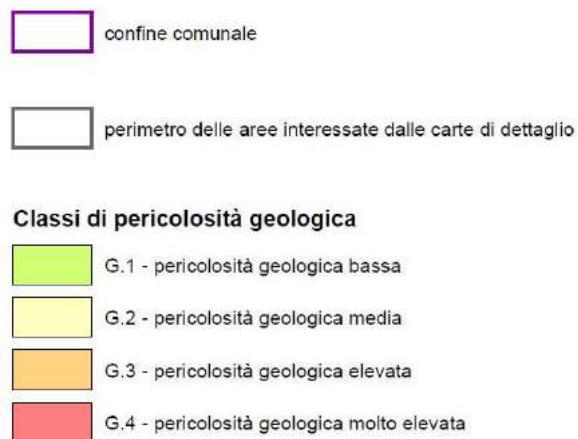 confine comunale
perimetro delle aree interessate dalle carte di dettaglio
Classi di pericolosità geologica
G.1 - pericolosità geologica bassa
G.2 - pericolosità geologica media
G.3 - pericolosità geologica elevata
G.4 - pericolosità geologica molto elevata